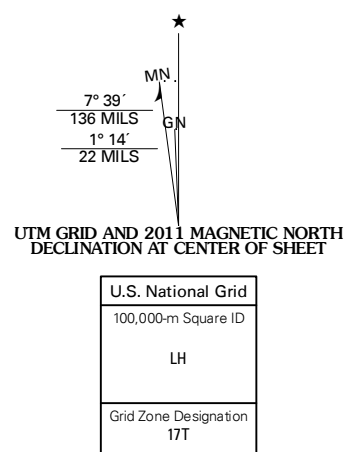 ★
MN
7° 39´
136 MILS
GN
1° 14´
22 MILS
UTM GRID AND 2011 MAGNETIC NORTH
DECLINATION AT CENTER OF SHEET
U.S. National Grid
100,000-m Square ID
LH
Grid Zone Designation
17T